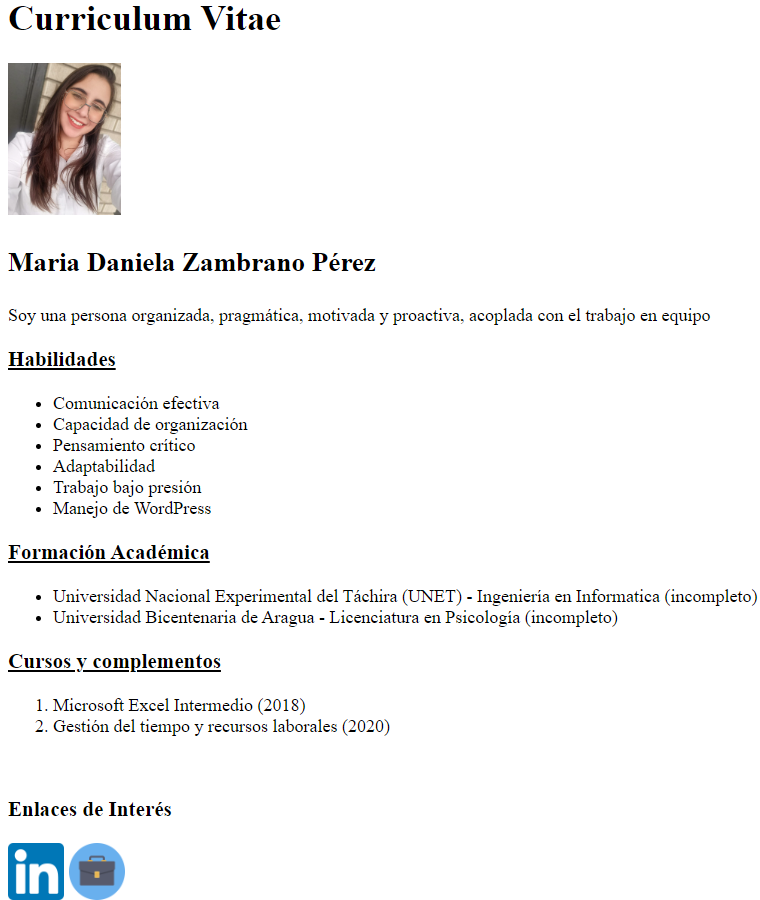 Curriculum Vitae
Maria Daniela Zambrano Pérez
Soy una persona organizada, pragmática, motivada y proactiva, acoplada con el trabajo en equipo
Habilidades
• Comunicación efectiva
• Capacidad de organización
• Pensamiento crítico
• Adaptabilidad
• Trabajo bajo presión
• Manejo de WordPress
Formación Académica
• Universidad Nacional Experimental del Táchira (UNET) - Ingeniería en Informatica (incompleto)
• Universidad Bicentenaria de Aragua - Licenciatura en Psicología (incompleto)
Cursos y complementos
1. Microsoft Excel Intermedio (2018)
2. Gestión del tiempo y recursos laborales (2020)
Enlaces de Interés
in